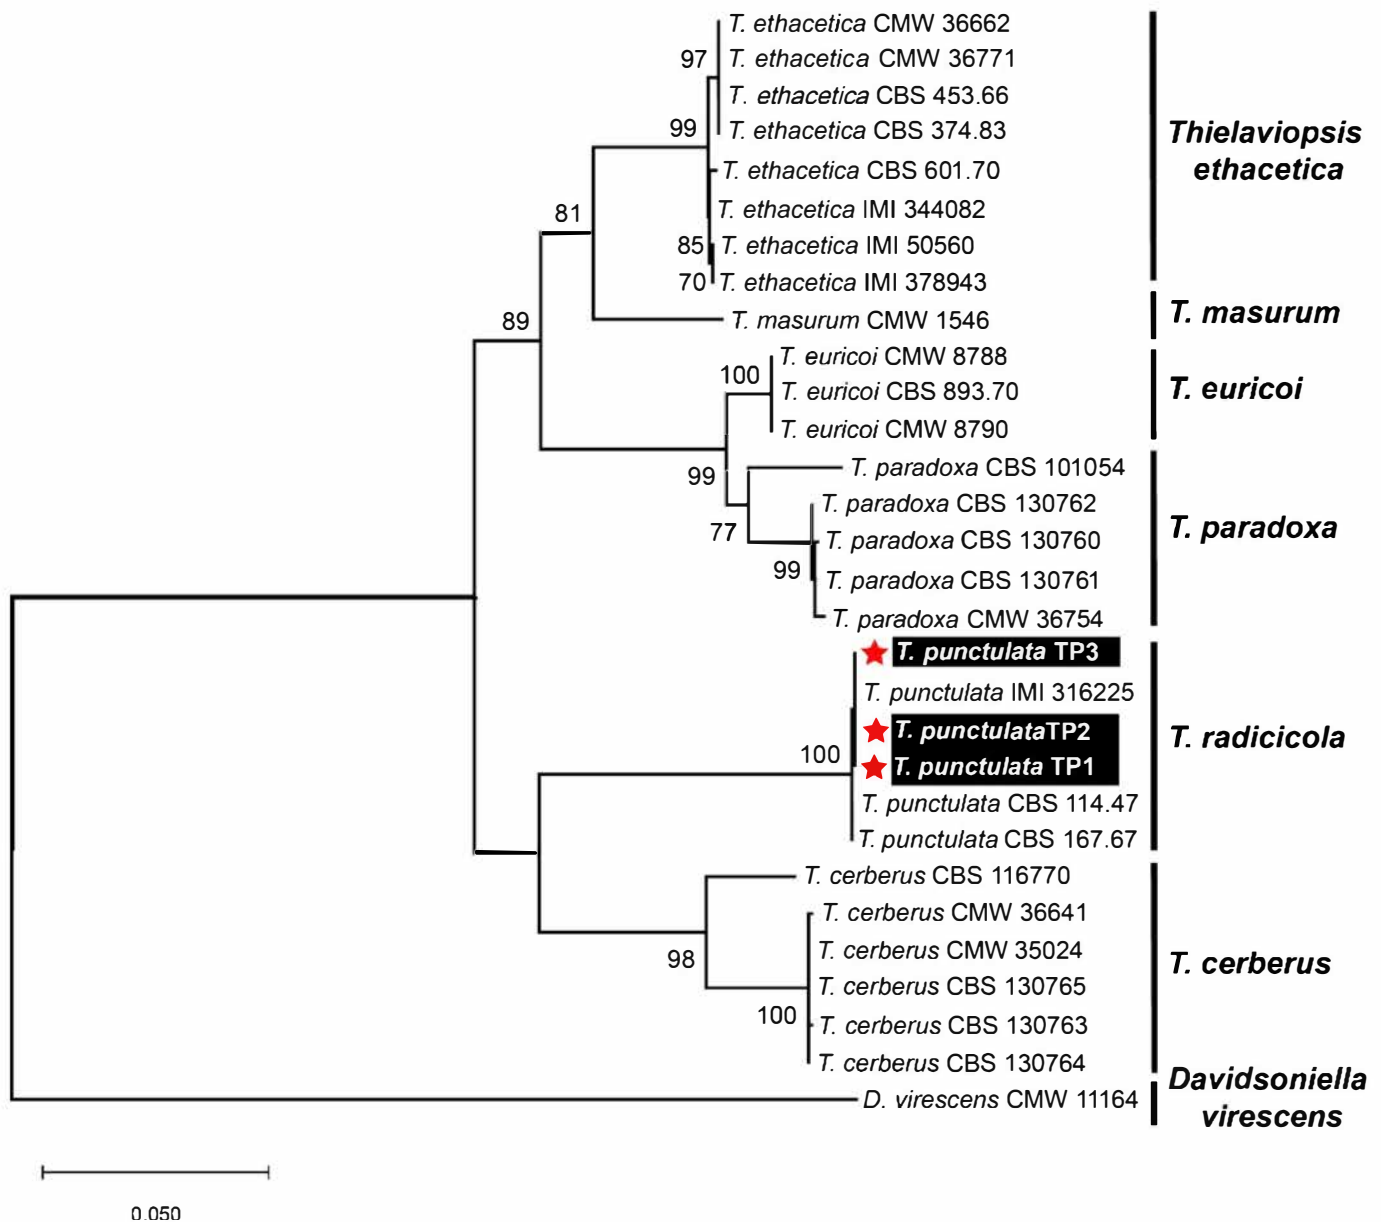 T. ethacetica CMW 36662
97
T. ethacetica CMW 36771
T. ethacetica CBS 453.66
99
T. ethacetica CBS 374.83
Thielaviopsis
ethacetica
T. ethacetica CBS 601.70
81
T. ethacetica IMI 344082
85
T. ethacetica IMI 50560
70
T. ethacetica IMI 378943
89
T. masurum CMW 1546
T. masurum
T. euricoi CMW 8788
100
T. euricoi CBS 893.70
T. euricoi
T. euricoi CMW 8790
T. paradoxa CBS 101054
99
T. paradoxa CBS 130762
77
T. paradoxa CBS 130760
T. paradoxa
99
T. paradoxa CBS 130761
T. paradoxa CMW 36754
T. punctulata TP3
T. punctulata IMI 316225
T. punctulataTP2
T. radicicola
100
T. punctulata TP1
T. punctulata CBS 114.47
T. punctulata CBS 167.67
T. cerberus CBS 116770
T. cerberus CMW 36641
98
T. cerberus CMW 35024
T. cerberus
T. cerberus CBS 130765
100
T. cerberus CBS 130763
T. cerberus CBS 130764
Davidsoniella
virescens
D. virescens CMW 11164
0.050